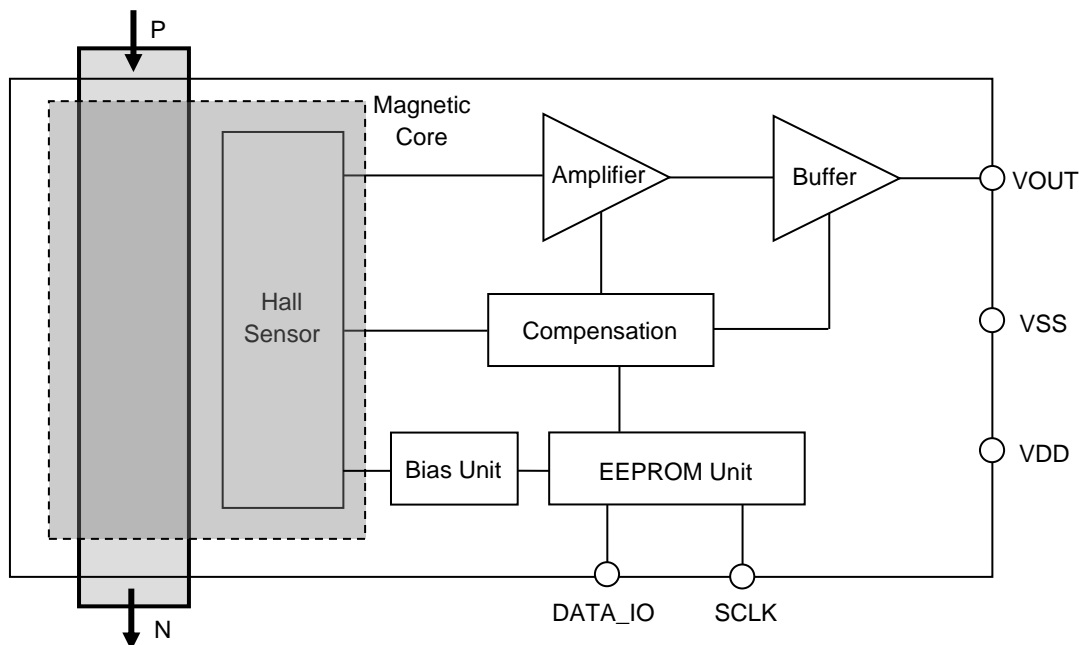 P
Magnetic
Core
Amplifier
Buffer
VOUT
Hall
Sensor
Compensation
VSS
Bias Unit
EEPROM Unit
VDD
DATA_IO
SCLK
N